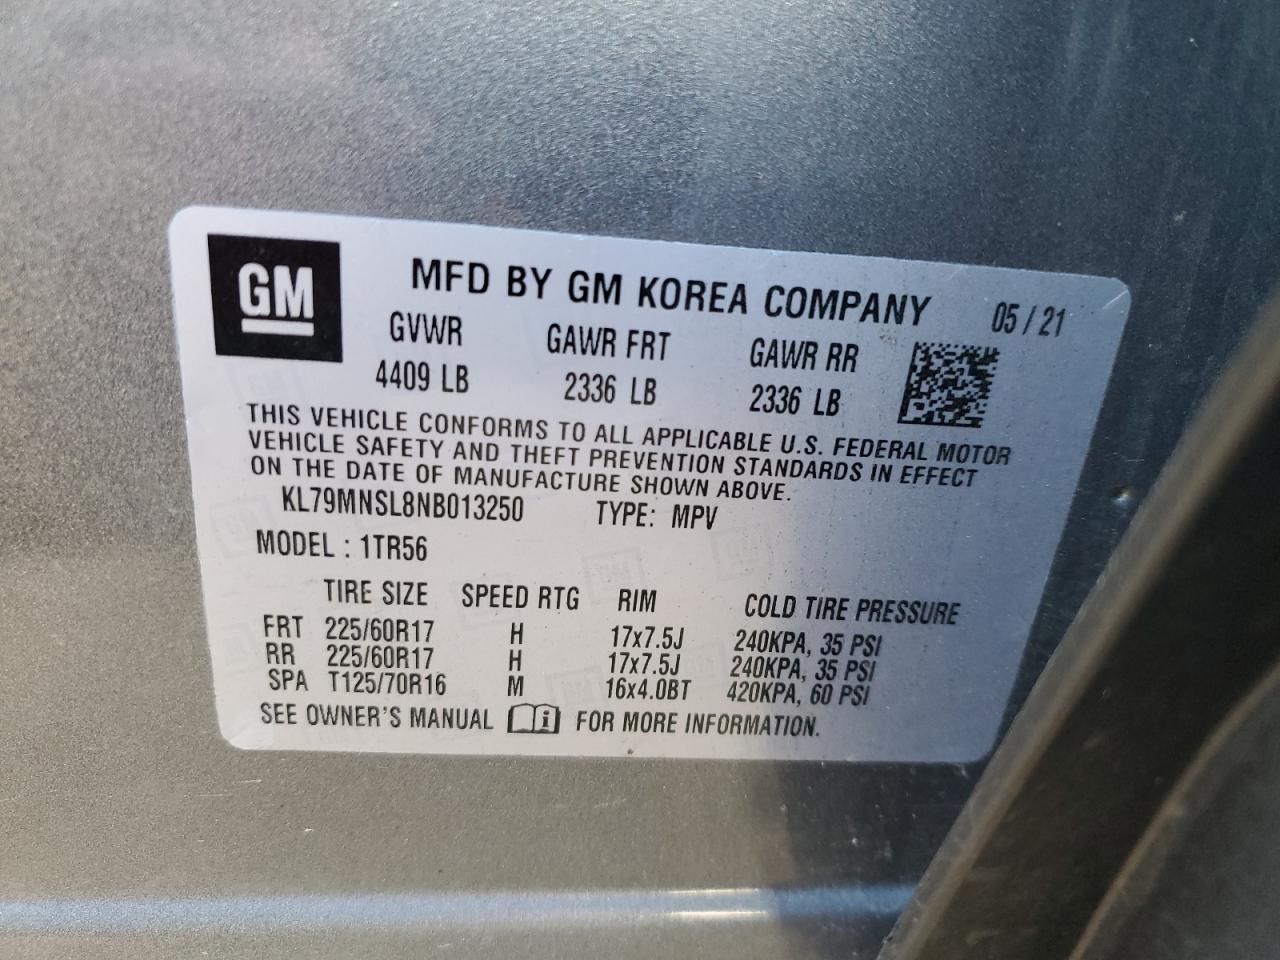 GM
MFD BY GM KOREA COMPANY 05 / 21
GVWR GAWR FRT GAWR RR
4409 LB 2336 LB 2336 LB
THIS VEHICLE CONFORMS TO ALL APPLICABLE U.S. FEDERAL MOTOR
VEHICLE SAFETY AND THEFT PREVENTION STANDARDS IN EFFECT
ON THE DATE OF MANUFACTURE SHOWN ABOVE.
KL79MNSL8NB013250 TYPE: MPV
MODEL : 1TR56
TIRE SIZE SPEED RTG RIM COLD TIRE PRESSURE
FRT 225/60R17 H 17x7.5J 240KPA, 35 PSI
RR 225/60R17 H 17x7.5J 240KPA, 35 PSI
SPA T125/70R16 M 16x4.0BT 420KPA, 60 PSI
SEE OWNER'S MANUAL i FOR MORE INFORMATION.